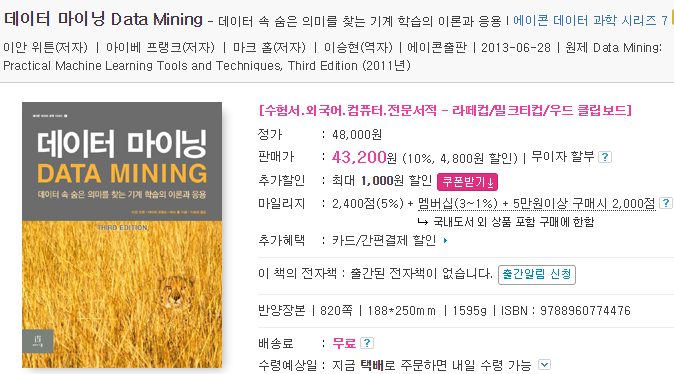 데이터 마이닝 Data Mining - 데이터 속 숨은 의미를 찾는 기계 학습의 이론과 응용 | 에이콘 데이터 과학 시리즈 7
이안 위튼(저자) | 아이베 프랭크(저자) | 마크 홀(저자) | 이승현(역자) | 에이콘출판 | 2013-06-28 | 원제 Data Mining:
Practical Machine Learning Tools and Techniques, Third Edition (2011년)
데이터 마이닝
DATA MINING
데이터 속 숨은 의미를 찾는 기계 학습의 이론과 응용
THIRD EDITION
[수험서.외국어.컴퓨터.전문서적 - 라떼컵/밀크티컵/우드 클립보드]
정가 : 48,000원
판매가 : 43,200원 (10%, 4,800원 할인) | 무이자 할부 ?
추가할인 : 최대 1,000원 할인 쿠폰받기
마일리지 : 2,400점(5%) + 멤버십(3~1%) + 5만원이상 구매시 2,000점 ?
↳ 국내도서 외 상품 포함 구매에 한함
추가혜택 : 카드/간편결제 할인
이 책의 전자책 : 출간된 전자책이 없습니다. 출간알림 신청
반양장본 | 820쪽 | 188*250mm | 1595g | ISBN : 9788960774476
배송료 : 무료 ?
수령예상일 : 지금 택배로 주문하면 내일 수령 가능